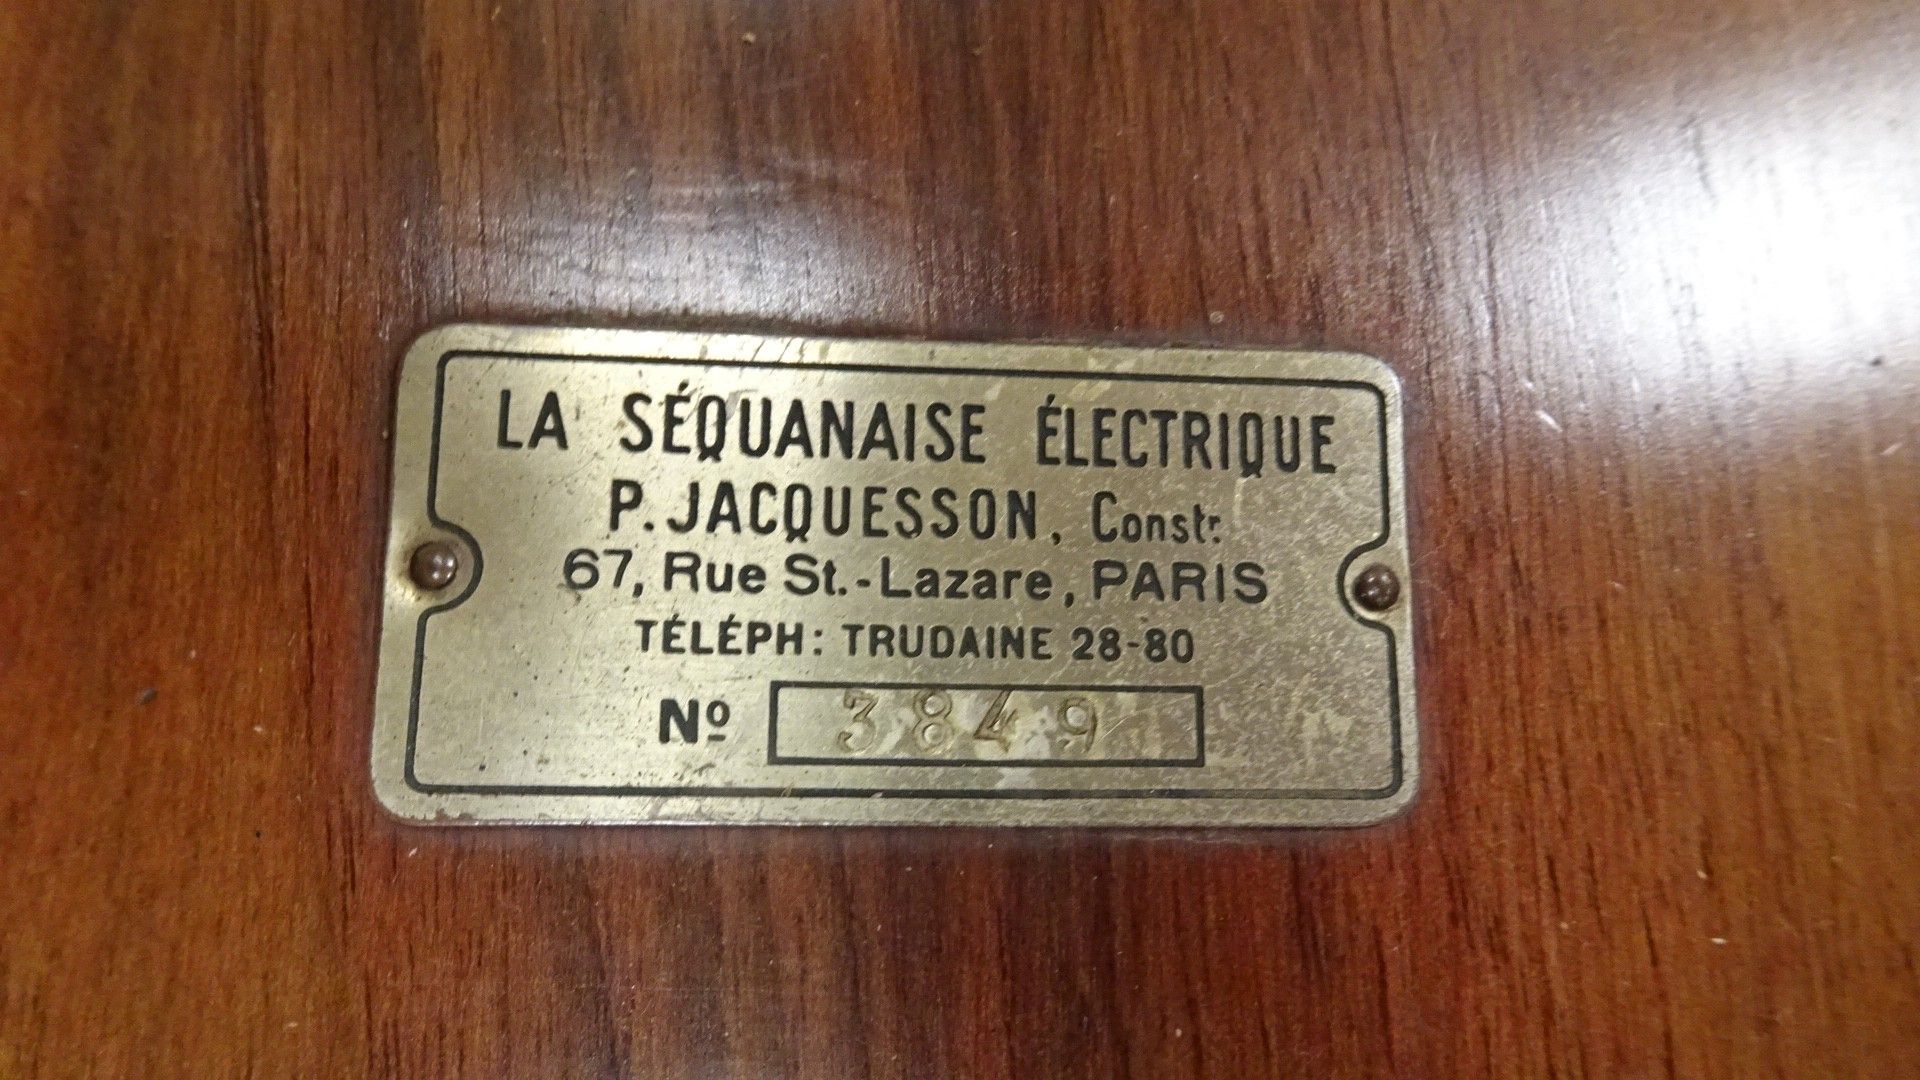 LA SÉQUANAISE ÉLECTRIQUE
P. JACQUESSON, Constr.
67, Rue St.-Lazare, PARIS
TÉLÉPH: TRUDAINE 28-80
Nº 3849